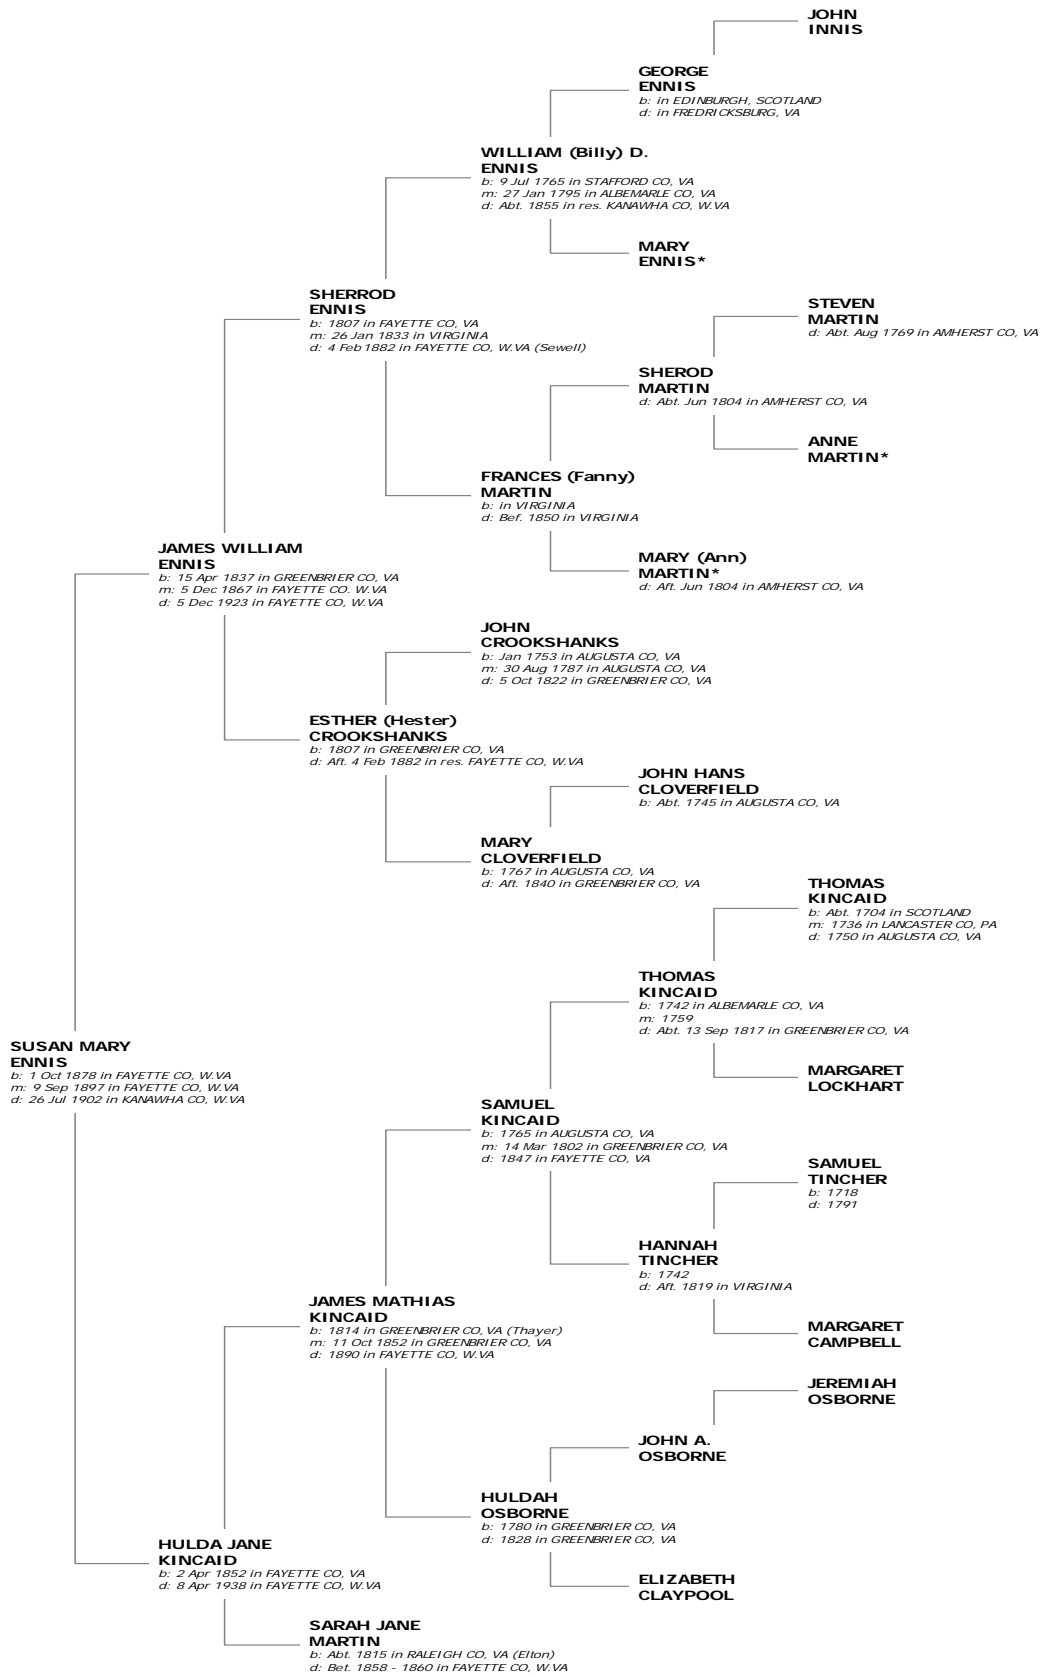 JOHN
INNIS
GEORGE
ENNIS
b: in EDINBURGH, SCOTLAND
d: in FREDRICKSBURG, VA
WILLIAM (Billy) D.
ENNIS
b: 9 Jul 1765 in STAFFORD CO, VA
m: 27 Jan 1795 in ALBEMARLE CO, VA
d: Abt. 1855 in res. KANAWHA CO, W.VA
MARY
ENNIS*
SHERROD
ENNIS
b: 1807 in FAYETTE CO, VA
m: 26 Jan 1833 in VIRGINIA
d: 4 Feb 1882 in FAYETTE CO, W.VA (Sewell)
STEVEN
MARTIN
d: Abt. Aug 1769 in AMHERST CO, VA
SHEROD
MARTIN
d: Abt. Jun 1804 in AMHERST CO, VA
ANNE
MARTIN*
FRANCES (Fanny)
MARTIN
b: in VIRGINIA
d: Bef. 1850 in VIRGINIA
MARY (Ann)
MARTIN*
d: Aft. Jun 1804 in AMHERST CO, VA
JAMES WILLIAM
ENNIS
b: 15 Apr 1837 in GREENBRIER CO, VA
m: 5 Dec 1867 in FAYETTE CO. W.VA
d: 5 Dec 1923 in FAYETTE CO, W.VA
JOHN
CROOKSHANKS
b: Jan 1753 in AUGUSTA CO, VA
m: 30 Aug 1787 in AUGUSTA CO, VA
d: 5 Oct 1822 in GREENBRIER CO, VA
ESTHER (Hester)
CROOKSHANKS
b: 1807 in GREENBRIER CO, VA
d: Aft. 4 Feb 1882 in res. FAYETTE CO, W.VA
JOHN HANS
CLOVERFIELD
b: Abt. 1745 in AUGUSTA CO, VA
MARY
CLOVERFIELD
b: 1767 in AUGUSTA CO, VA
d: Aft. 1840 in GREENBRIER CO, VA
THOMAS
KINCAID
b: Abt. 1704 in SCOTLAND
m: 1736 in LANCASTER CO, PA
d: 1750 in AUGUSTA CO, VA
THOMAS
KINCAID
b: 1742 in ALBEMARLE CO, VA
m: 1759
d: Abt. 13 Sep 1817 in GREENBRIER CO, VA
MARGARET
LOCKHART
SUSAN MARY
ENNIS
b: 1 Oct 1878 in FAYETTE CO, W.VA
m: 9 Sep 1897 in FAYETTE CO, W.VA
d: 26 Jul 1902 in KANAWHA CO, W.VA
SAMUEL
KINCAID
b: 1765 in AUGUSTA CO, VA
m: 14 Mar 1802 in GREENBRIER CO, VA
d: 1847 in FAYETTE CO, VA
SAMUEL
TINCHER
b: 1718
d: 1791
HANNAH
TINCHER
b: 1742
d: Aft. 1819 in VIRGINIA
MARGARET
CAMPBELL
JAMES MATHIAS
KINCAID
b: 1814 in GREENBRIER CO, VA (Thayer)
m: 11 Oct 1852 in GREENBRIER CO, VA
d: 1890 in FAYETTE CO, W.VA
JEREMIAH
OSBORNE
JOHN A.
OSBORNE
HULDAH
OSBORNE
b: 1780 in GREENBRIER CO, VA
d: 1828 in GREENBRIER CO, VA
ELIZABETH
CLAYPOOL
HULDA JANE
KINCAID
b: 2 Apr 1852 in FAYETTE CO, VA
d: 8 Apr 1938 in FAYETTE CO, W.VA
SARAH JANE
MARTIN
b: Abt. 1815 in RALEIGH CO, VA (Elton)
d: Bet. 1858 - 1860 in FAYETTE CO, W.VA